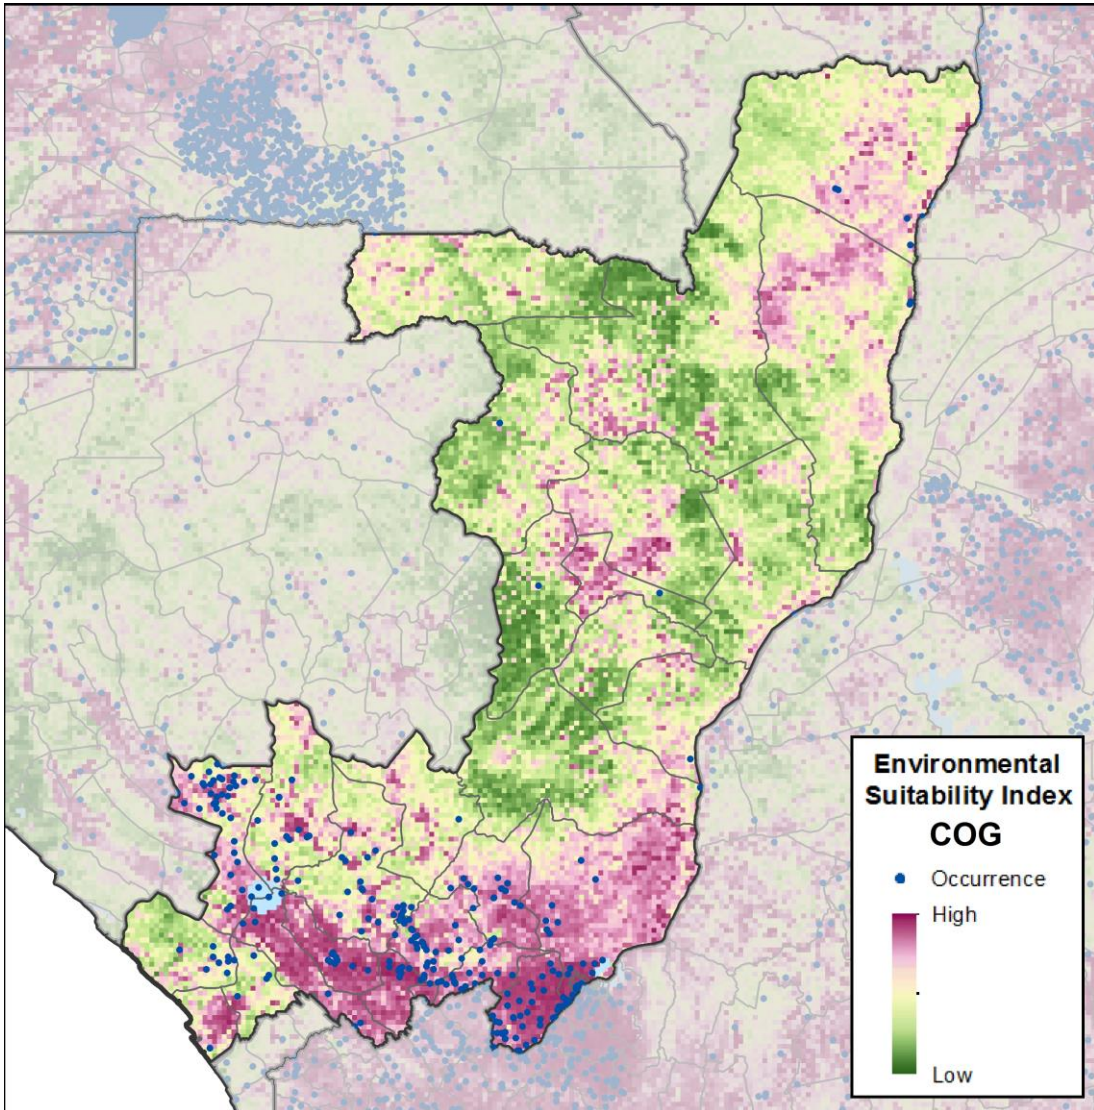 Environmental
Suitability Index
COG
Occurrence
High
Low